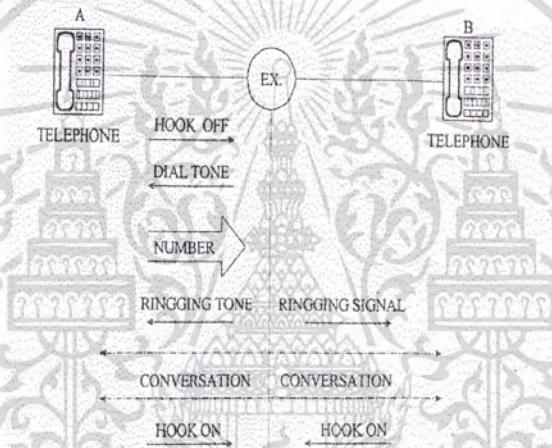 A
B
EX.
TELEPHONE
TELEPHONE
HOOK OFF
DIAL TONE
NUMBER
RINGGING TONE RINGGING SIGNAL
CONVERSATION CONVERSATION
HOOK ON HOOK ON